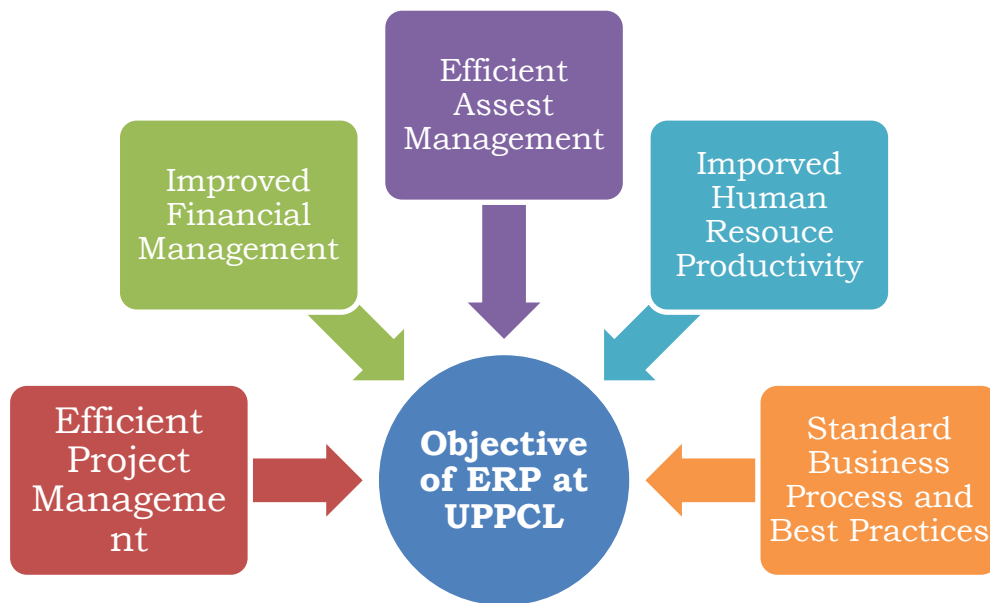 Efficient
Assest
Management
Improved
Financial
Management
Imporved
Human
Resouce
Productivity
Efficient
Project
Manageme
nt
Objective
of ERP at
UPPCL
Standard
Business
Process and
Best Practices